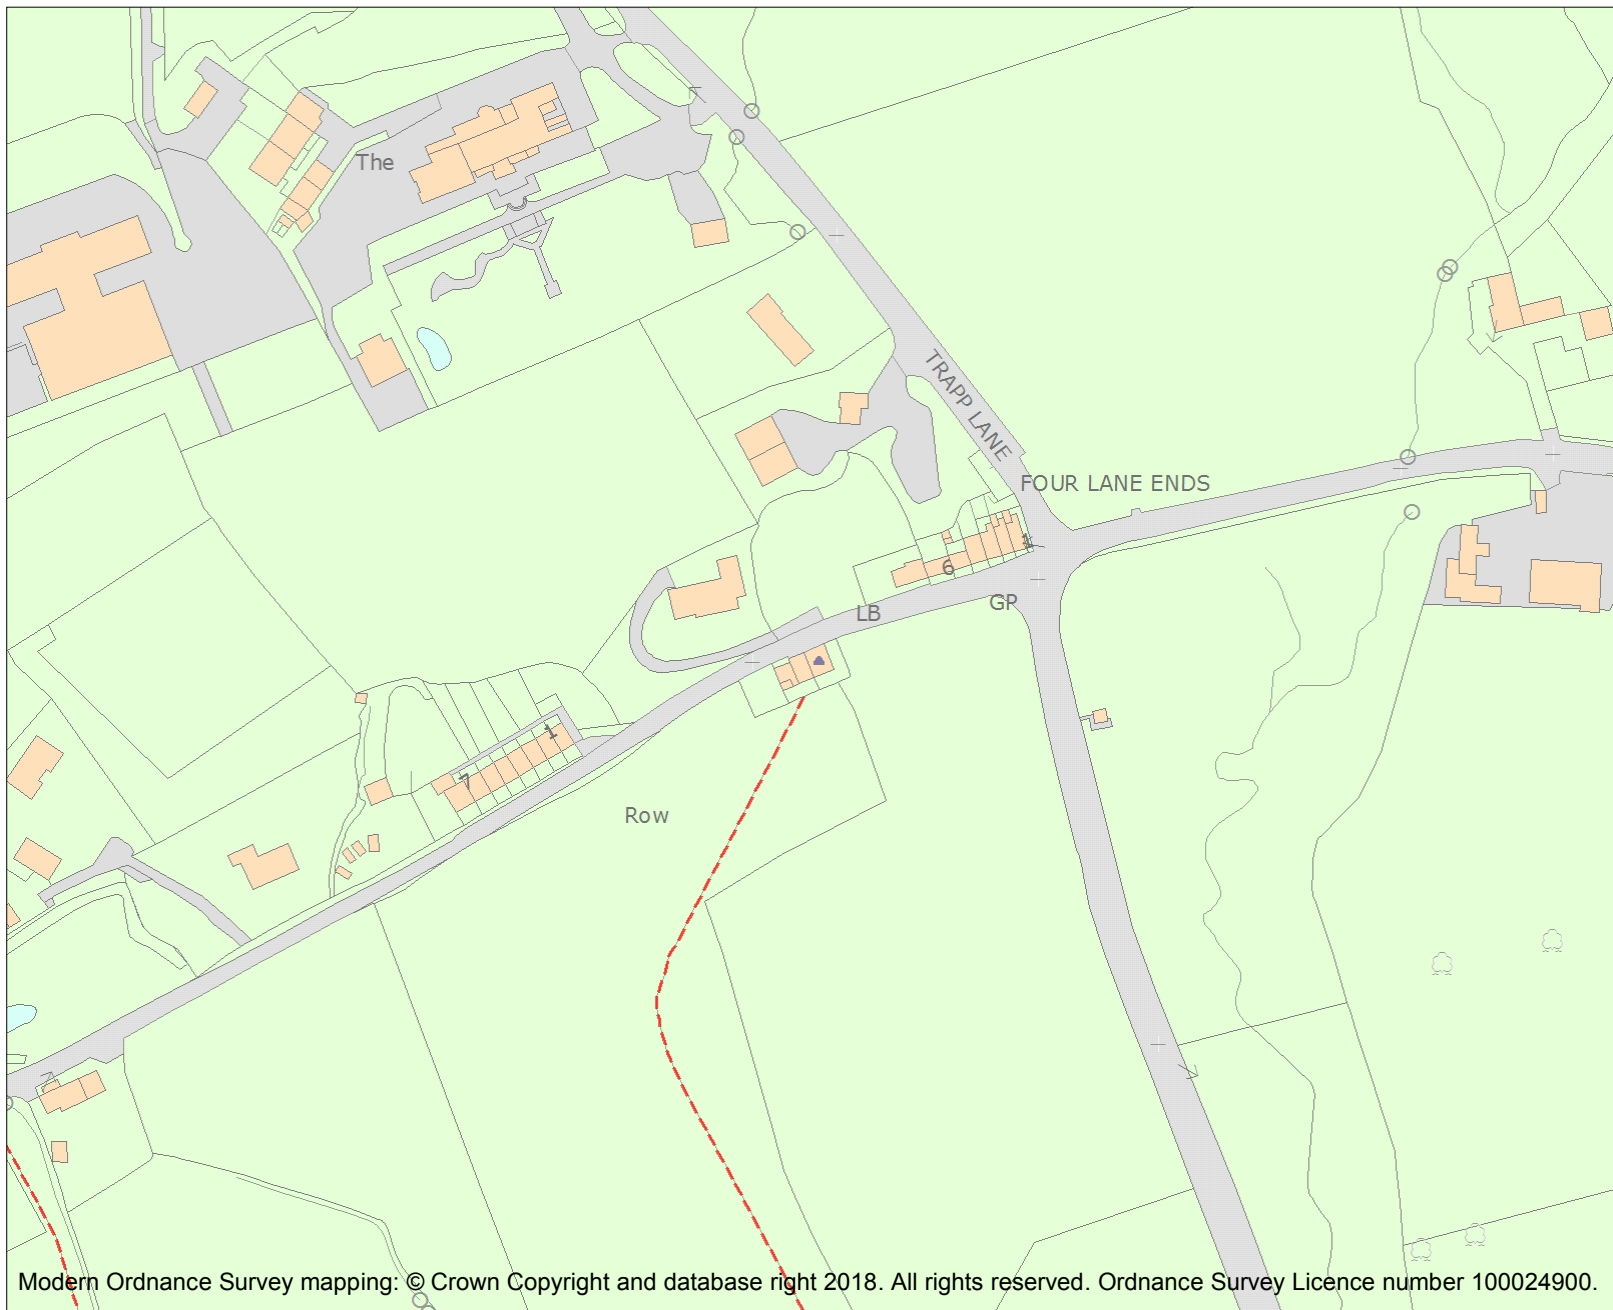 The
TRAPP LANE
FOUR LANE ENDS
4
6
GP
LB
1
7
Row
Modern Ordnance Survey mapping: © Crown Copyright and database right 2018. All rights reserved. Ordnance Survey Licence number 100024900.